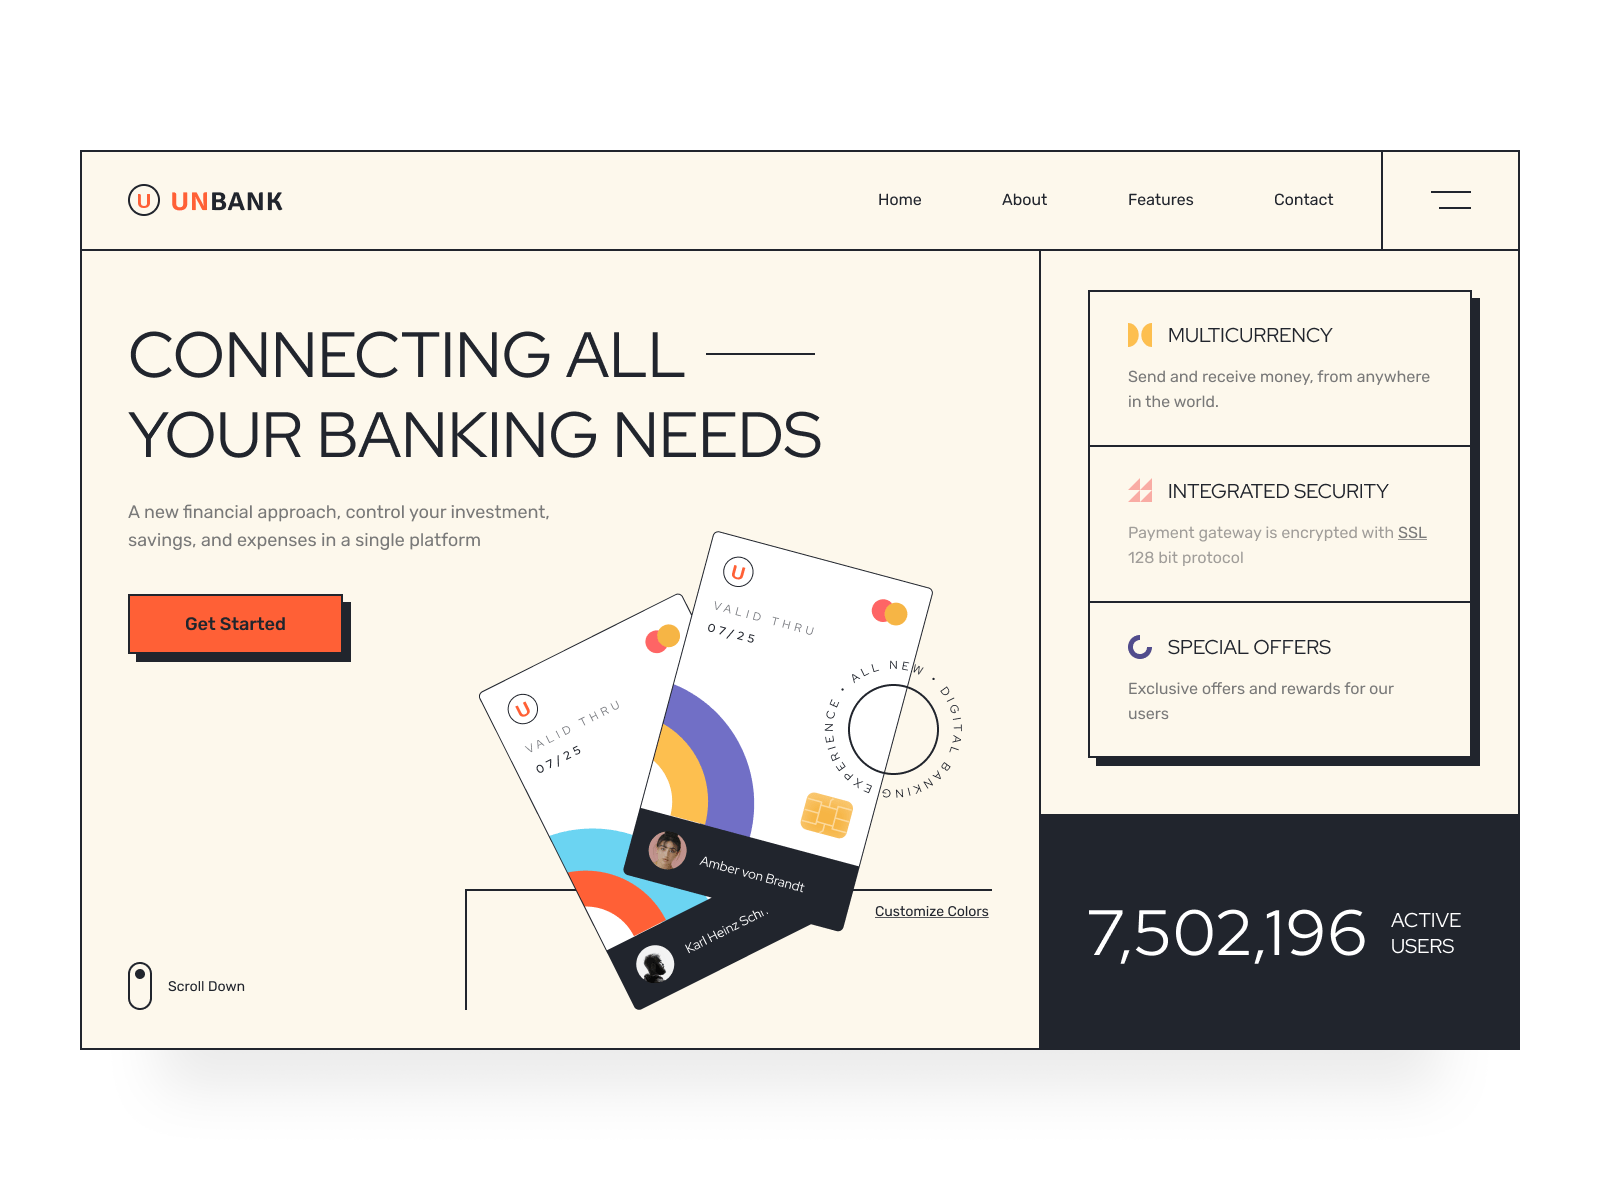 U UNBANK
Home
About
Features
Contact
CONNECTING ALL
YOUR BANKING NEEDS
A new financial approach, control your investment,
savings, and expenses in a single platform
Get Started
U
VALID THRU
07/25
Amber von Brandt
U
VALID THRU
07/25
Karl Heinz
ALL NEW • DIGITAL BANKING EXPERIENCE •
Customize Colors
Scroll Down
MULTICURRENCY
Send and receive money, from anywhere
in the world.
INTEGRATED SECURITY
Payment gateway is encrypted with SSL
128 bit protocol
SPECIAL OFFERS
Exclusive offers and rewards for our
users
7,502,196
ACTIVE
USERS